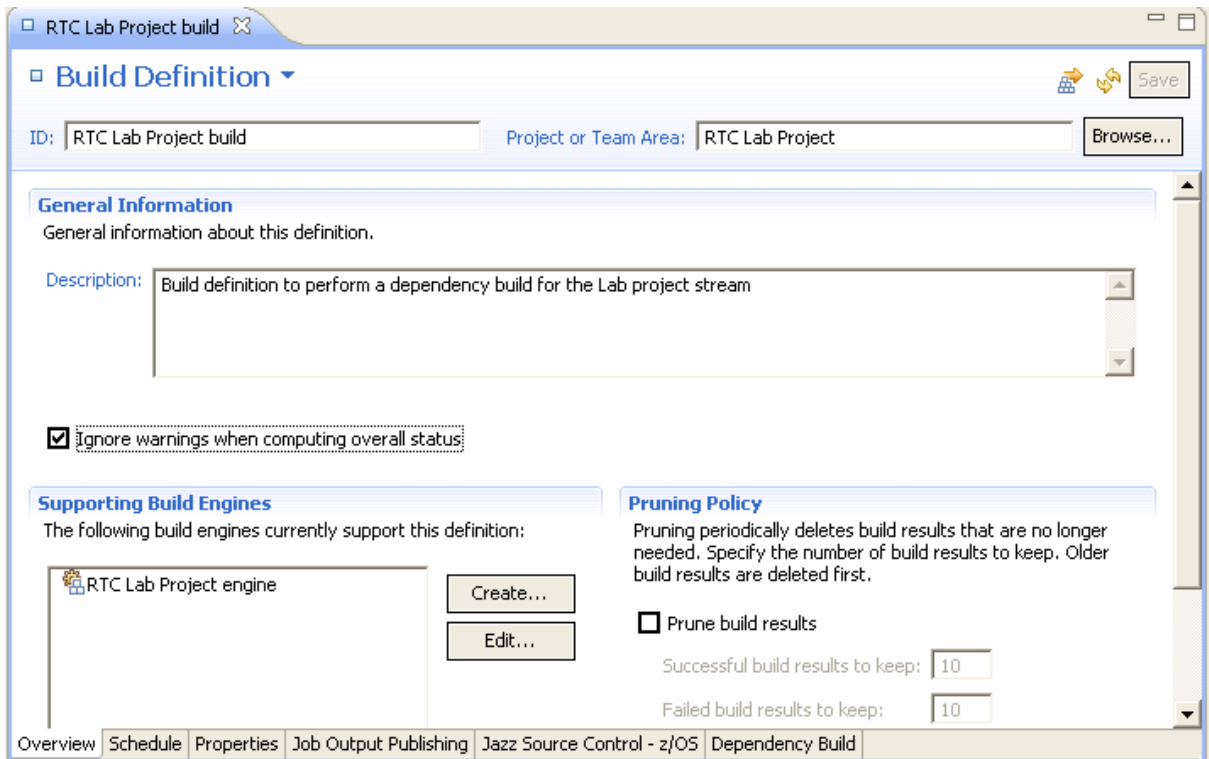 RTC Lab Project build
Build Definition
Save
ID: RTC Lab Project build Project or Team Area: RTC Lab Project Browse...
General Information
General information about this definition.
Description: Build definition to perform a dependency build for the Lab project stream
Ignore warnings when computing overall status
Supporting Build Engines
The following build engines currently support this definition:
RTC Lab Project engine
Create...
Edit...
Pruning Policy
Pruning periodically deletes build results that are no longer
needed. Specify the number of build results to keep. Older
build results are deleted first.
Prune build results
Successful build results to keep: 10
Failed build results to keep: 10
Overview Schedule Properties Job Output Publishing Jazz Source Control - z/OS Dependency Build